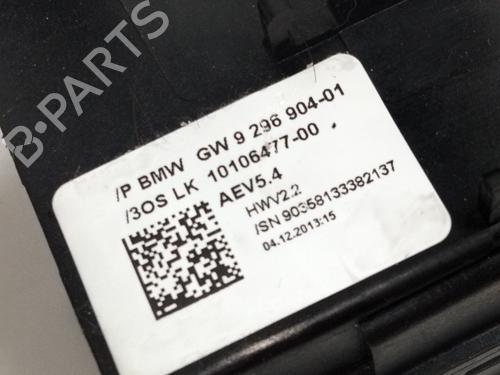 /P BMW GW 9 296 904-01
/3OS LK 10106477-00
AEV5.4
HWV2.2
/SN 90358133382137
04.12.2013:15
B-PARTS